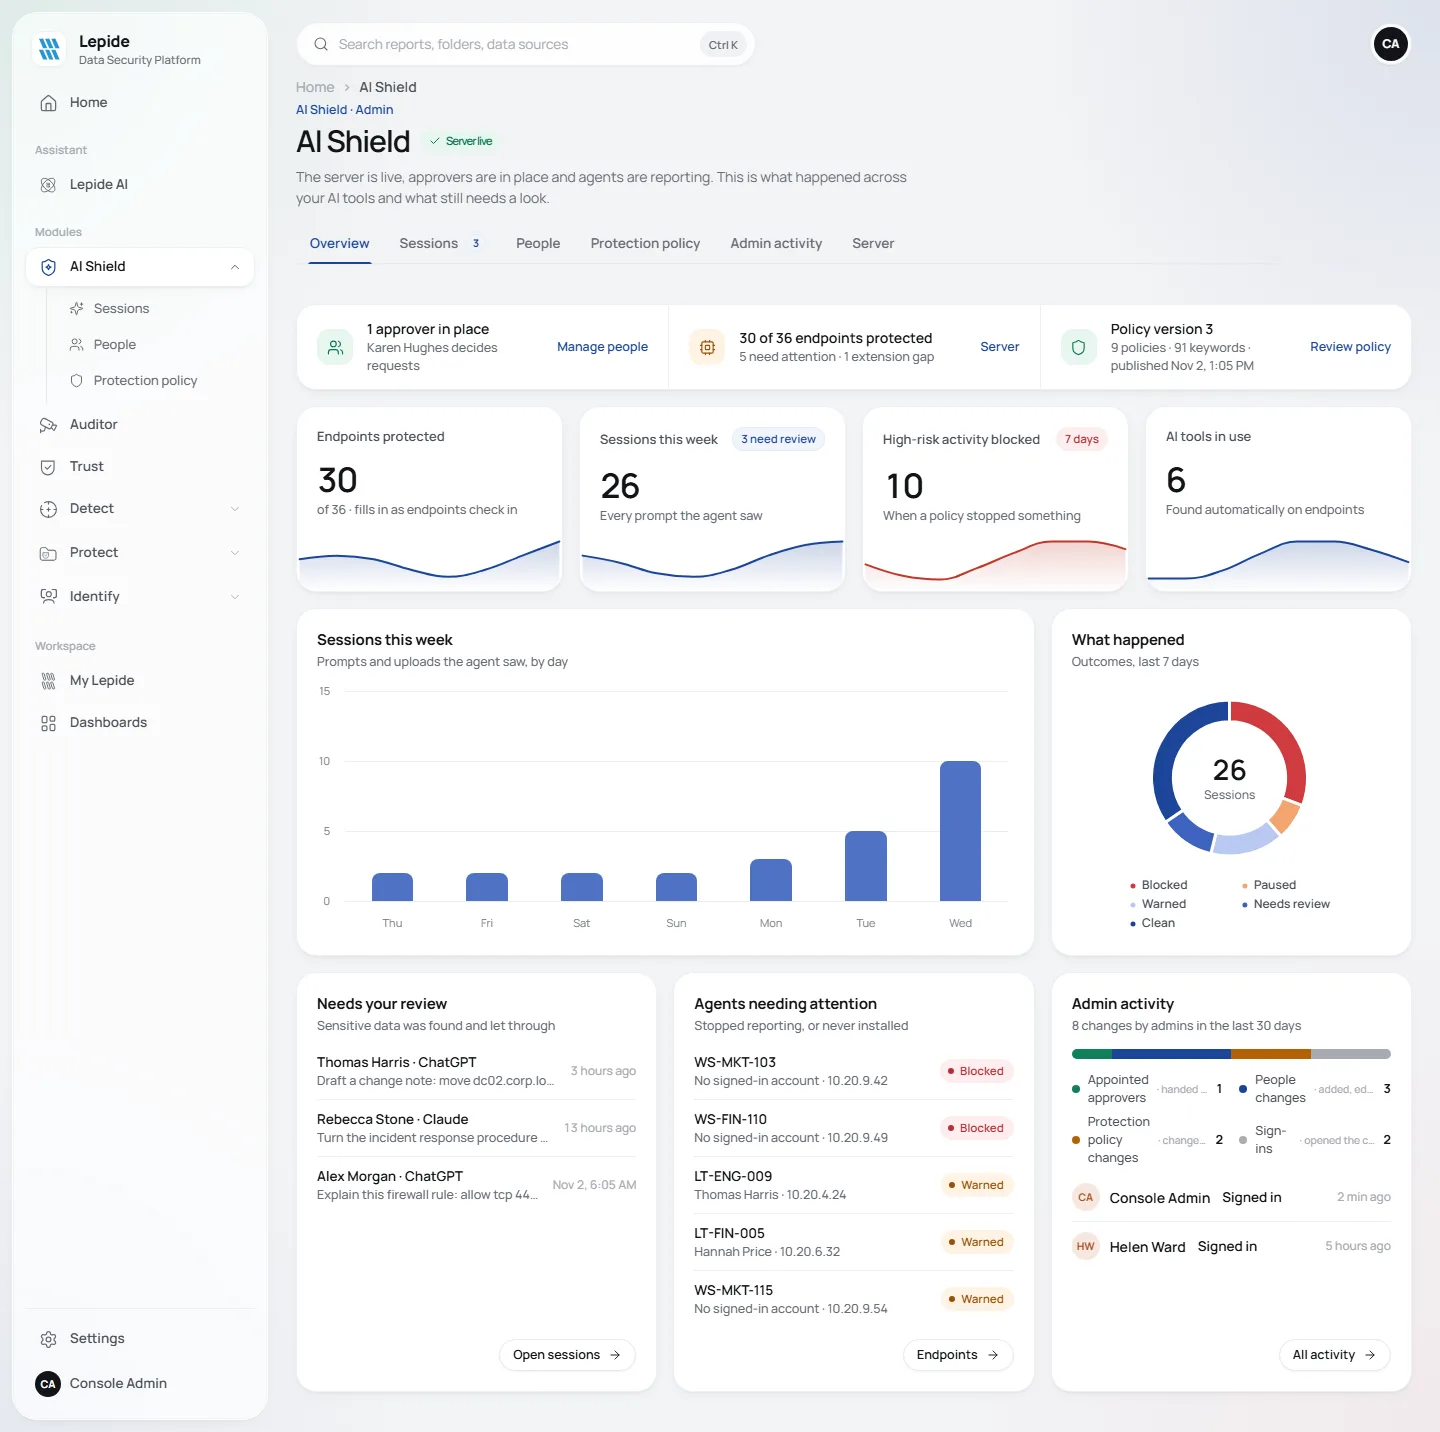 Lepide
Data Security Platform
Home
Assistant
Lepide AI
Modules
AI Shield
Sessions
People
Protection policy
Auditor
Trust
Detect
Protect
Identify
Workspace
My Lepide
Dashboards
Settings
CA Console Admin
Search reports, folders, data sources Ctrl K
CA
Home > AI Shield
AI Shield · Admin
AI Shield Server live
The server is live, approvers are in place and agents are reporting. This is what happened across
your AI tools and what still needs a look.
Overview Sessions 3 People Protection policy Admin activity Server
1 approver in place
Karen Hughes decides
requests
Manage people
30 of 36 endpoints protected
5 need attention · 1 extension gap
Server
Policy version 3
9 policies · 91 keywords ·
published Nov 2, 1:05 PM
Review policy
Endpoints protected
30
of 36 · fills in as endpoints check in
Sessions this week 3 need review
26
Every prompt the agent saw
High-risk activity blocked 7 days
10
When a policy stopped something
AI tools in use
6
Found automatically on endpoints
Sessions this week
Prompts and uploads the agent saw, by day
15
10
5
0
Thu Fri Sat Sun Mon Tue Wed
What happened
Outcomes, last 7 days
26
Sessions
Blocked Paused
Warned Needs review
Clean
Needs your review
Sensitive data was found and let through
Thomas Harris · ChatGPT
Draft a change note: move dc02.corp.lo...
3 hours ago
Rebecca Stone · Claude
Turn the incident response procedure ...
13 hours ago
Alex Morgan · ChatGPT
Explain this firewall rule: allow tcp 44...
Nov 2, 6:05 AM
Open sessions
Agents needing attention
Stopped reporting, or never installed
WS-MKT-103
No signed-in account · 10.20.9.42
Blocked
WS-FIN-110
No signed-in account · 10.20.9.49
Blocked
LT-ENG-009
Thomas Harris · 10.20.4.24
Warned
LT-FIN-005
Hannah Price · 10.20.6.32
Warned
WS-MKT-115
No signed-in account · 10.20.9.54
Warned
Endpoints
Admin activity
8 changes by admins in the last 30 days
Appointed
approvers
· handed ... 1
People
changes
· added, ed... 3
Protection
policy
changes
· change... 2
Sign-
ins
· opened the c... 2
CA Console Admin Signed in 2 min ago
HW Helen Ward Signed in 5 hours ago
All activity